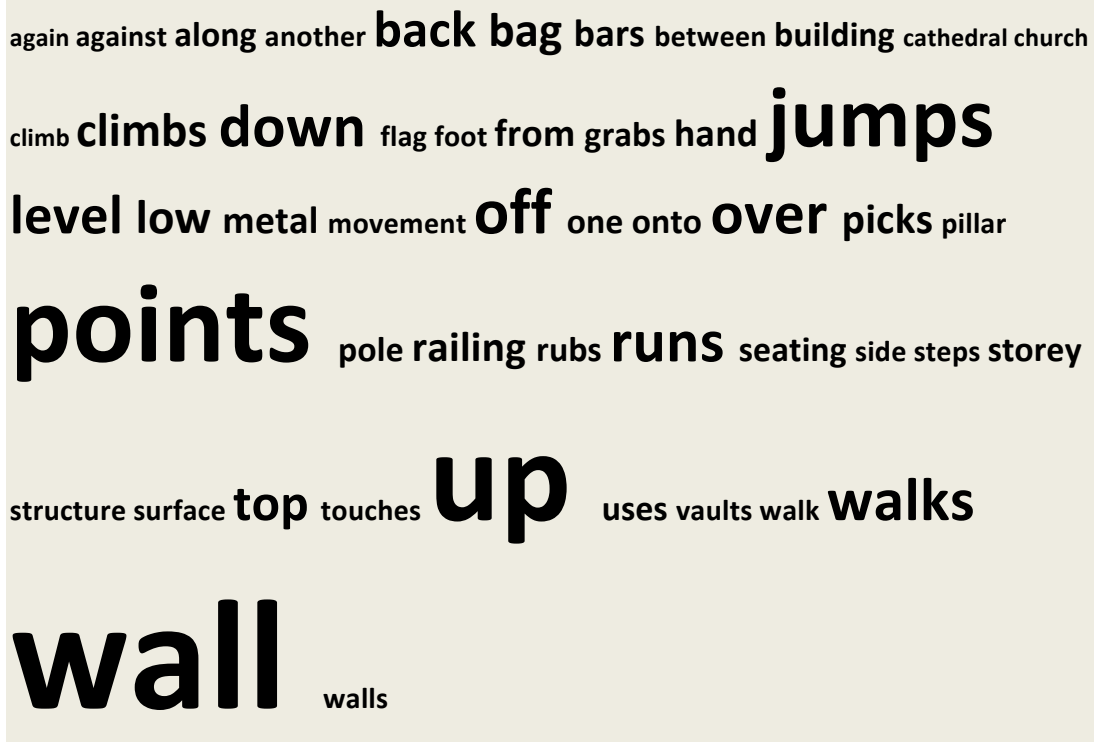 again against along another back bag bars between building cathedral church
climb climbs down flag foot from grabs hand jumps
level low metal movement off one onto over picks pillar
points pole railing rubs runs seating side steps storey
structure surface top touches up uses vaults walk walks
wall walls